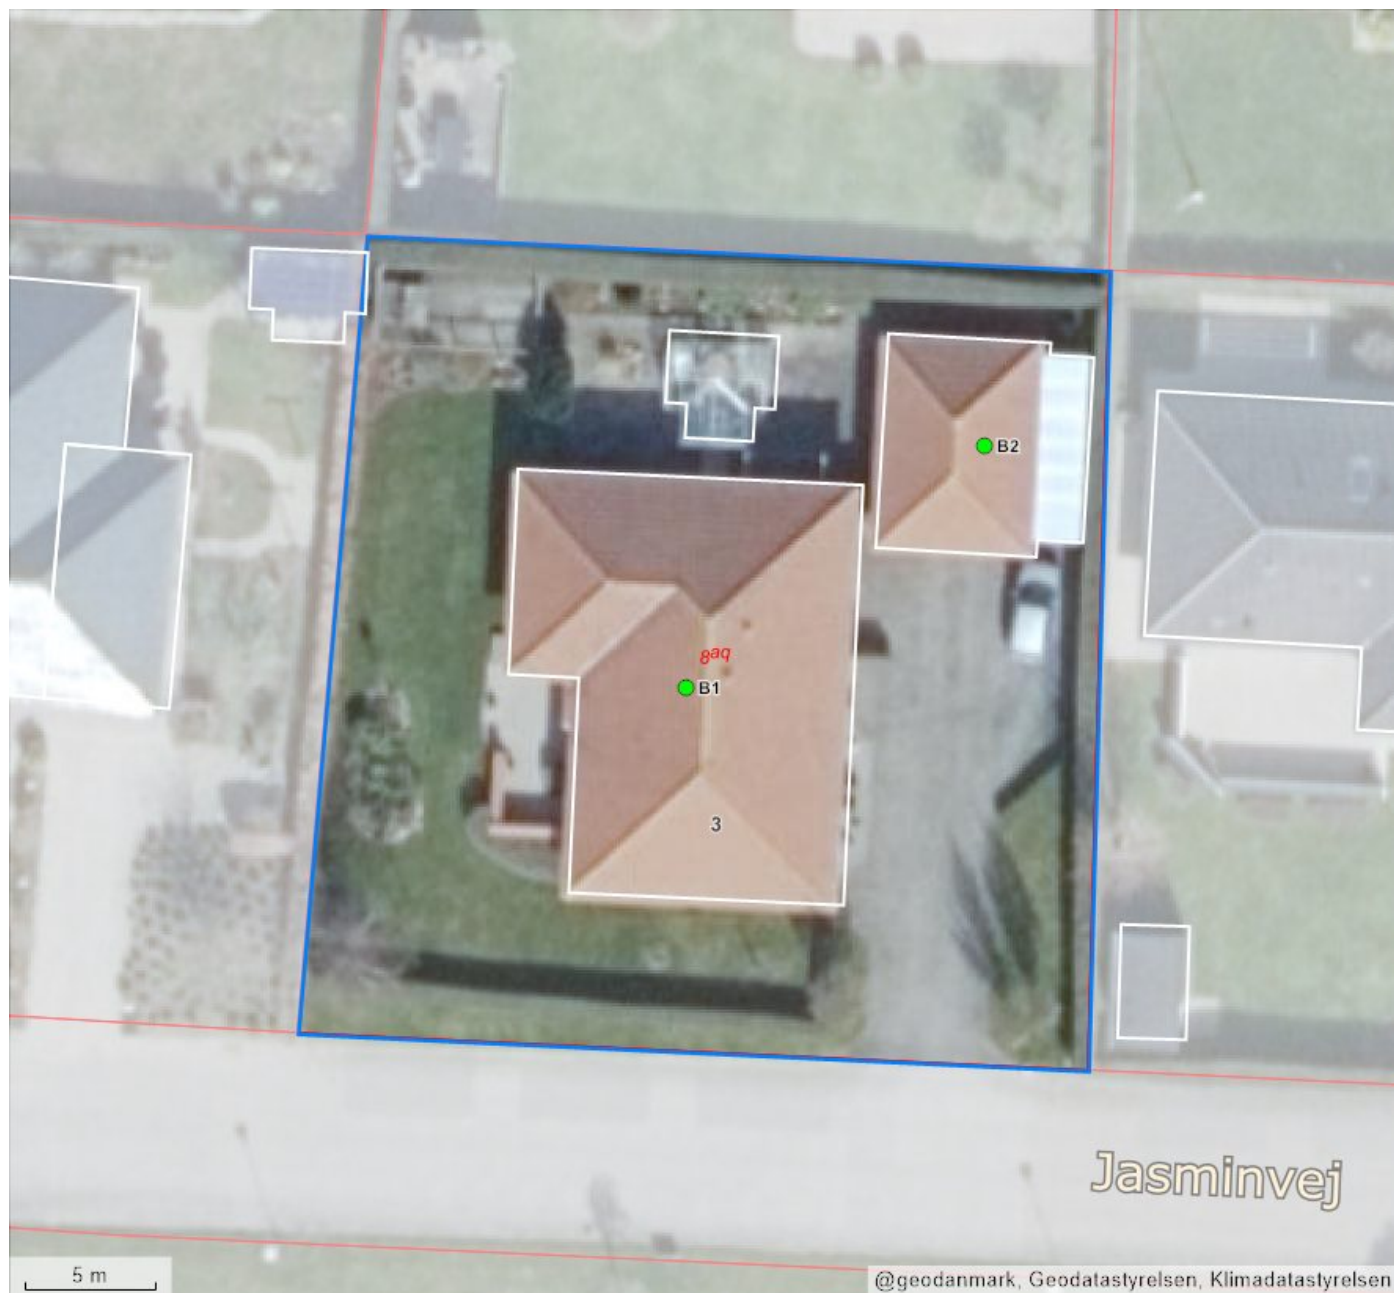 B2
8aq
B1
3
Jasminvej
5 m
@geodanmark, Geodatastyrelsen, Klimadatastyrelsen